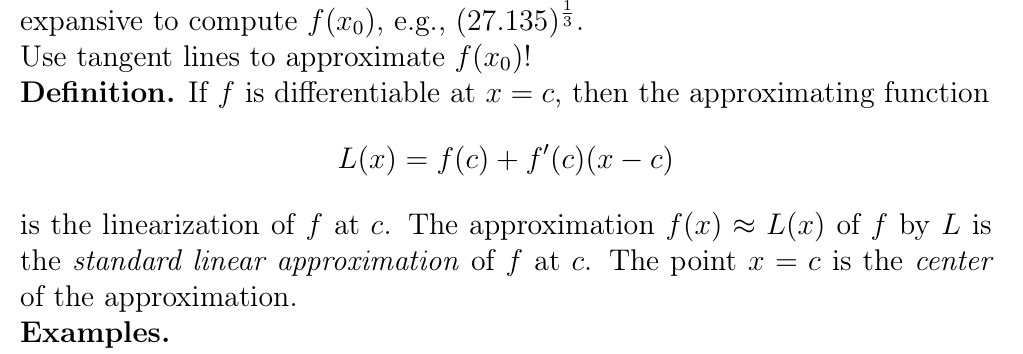 expansive to compute f(x₀), e.g., (27.135)^{1/3}.
Use tangent lines to approximate f(x₀)!
Definition. If f is differentiable at x = c, then the approximating function
L(x) = f(c) + f′(c)(x − c)
is the linearization of f at c. The approximation f(x) ≈ L(x) of f by L is
the standard linear approximation of f at c. The point x = c is the center
of the approximation.
Examples.